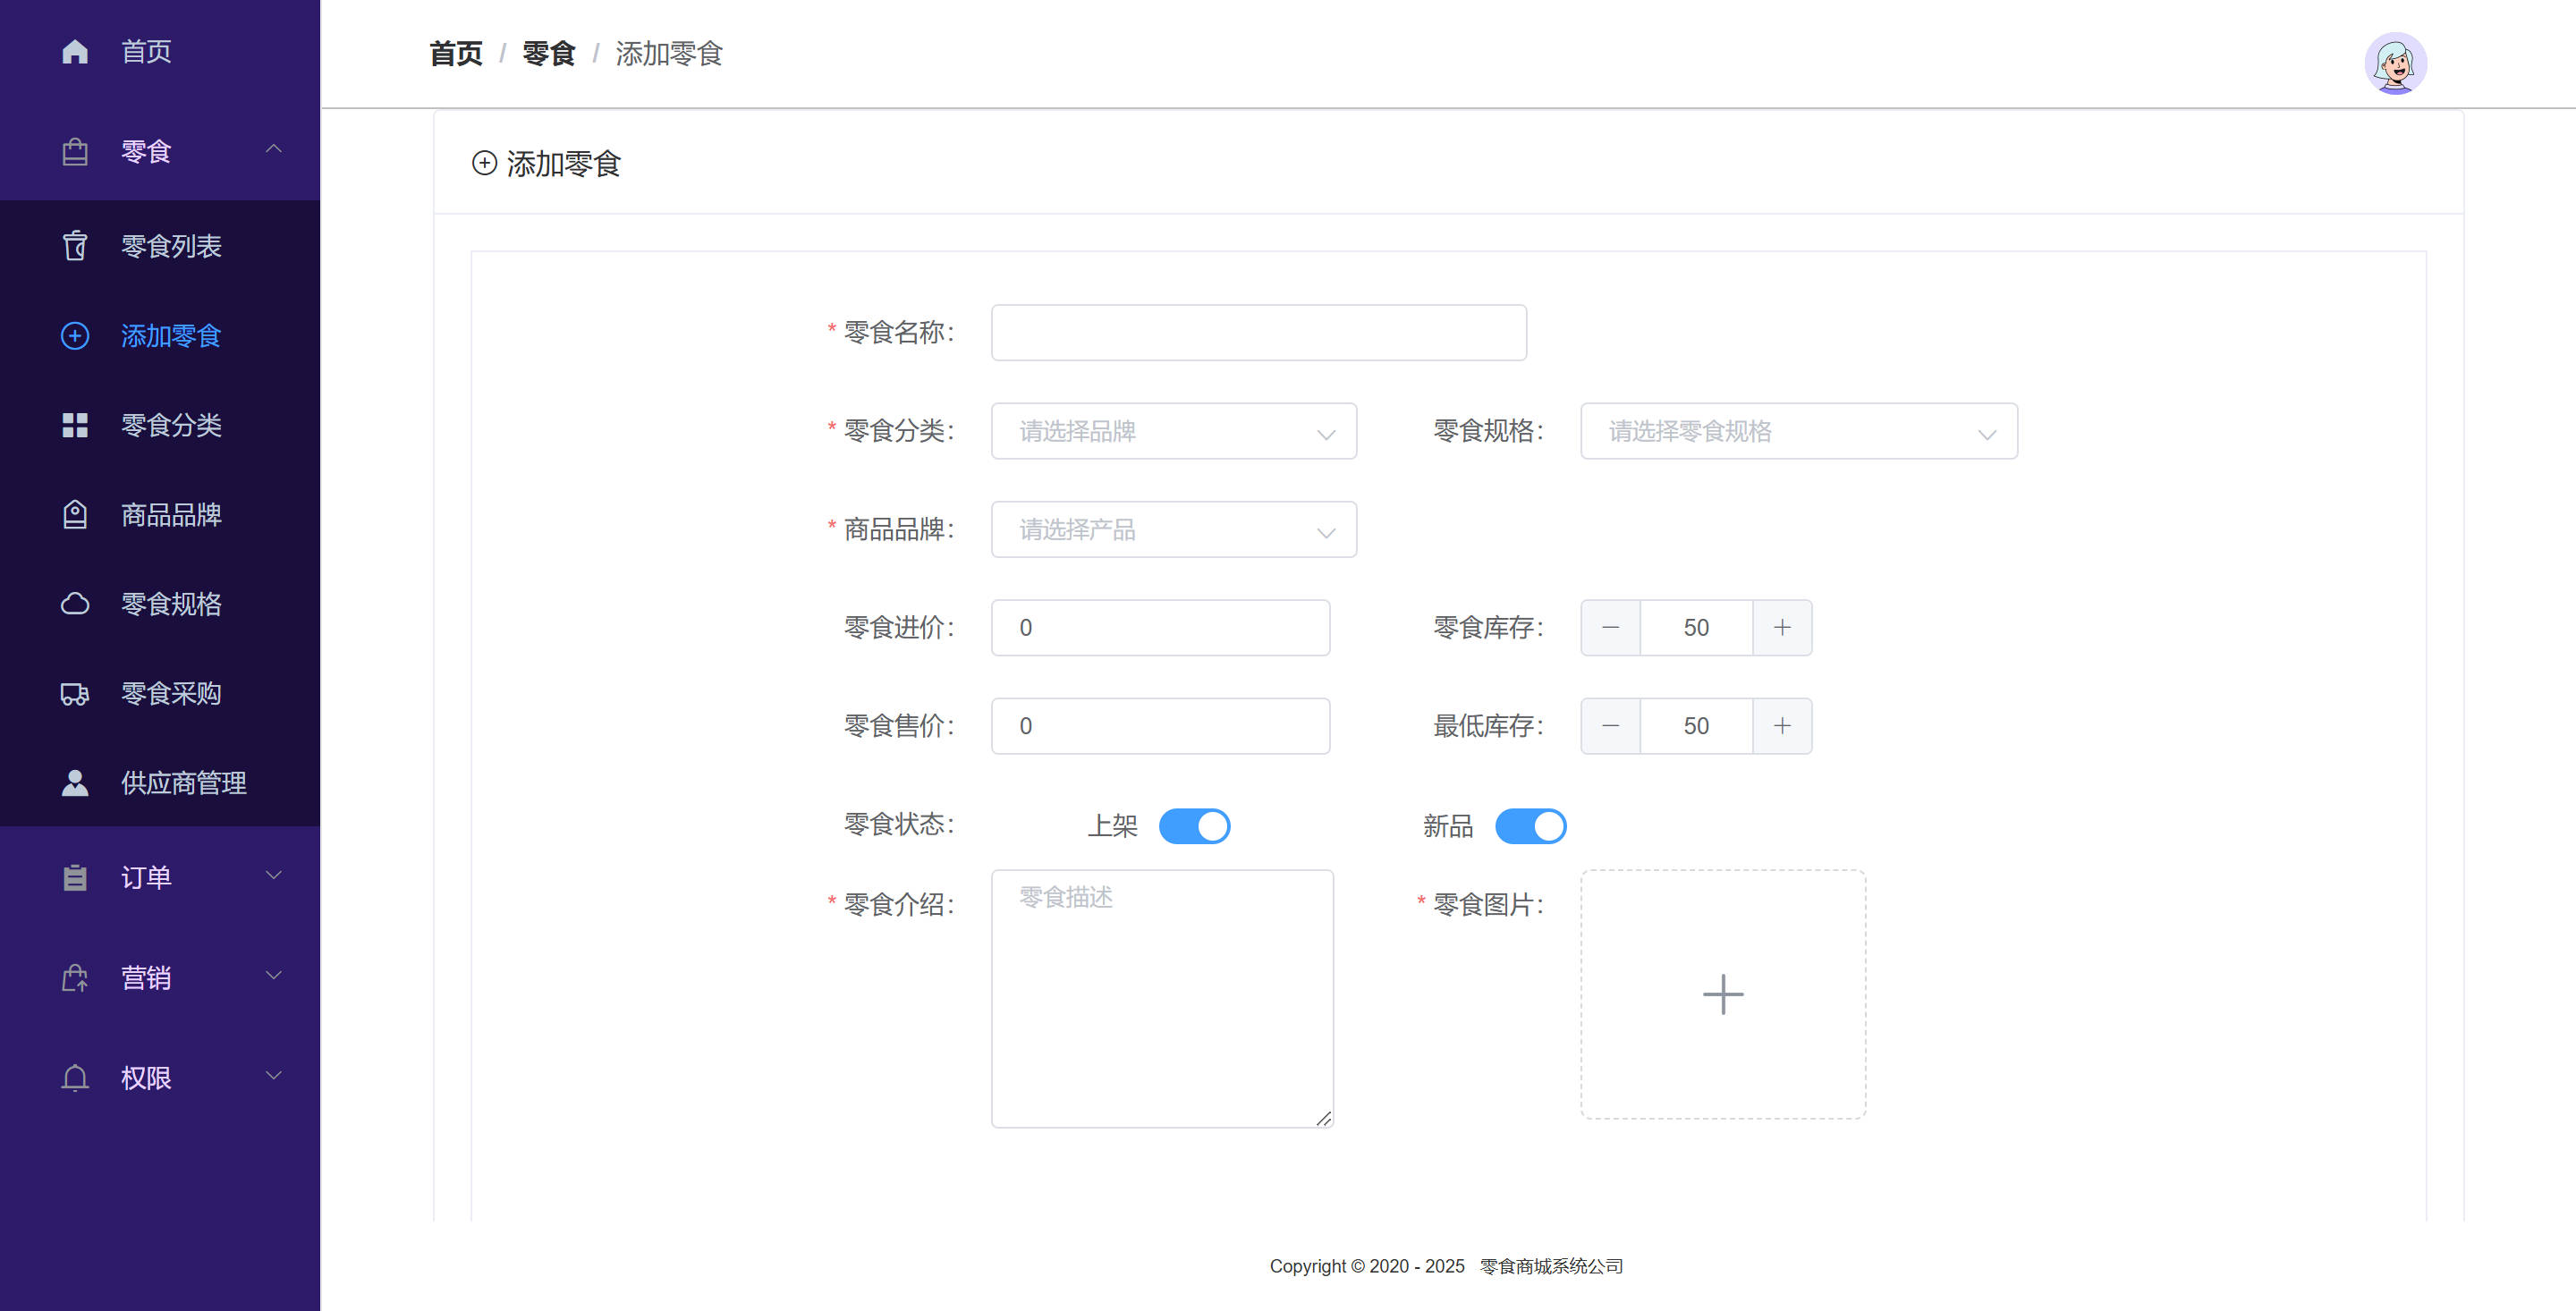 首页
零食
零食列表
添加零食
零食分类
商品品牌
零食规格
零食采购
供应商管理
订单
营销
权限
首页 / 零食 / 添加零食
添加零食
* 零食名称:
* 零食分类: 请选择品牌 零食规格: 请选择零食规格
* 商品品牌: 请选择产品
零食进价: 0 零食库存: 50
零食售价: 0 最低库存: 50
零食状态: 上架 新品
* 零食介绍: 零食描述 * 零食图片:
Copyright © 2020 - 2025 零食商城系统公司